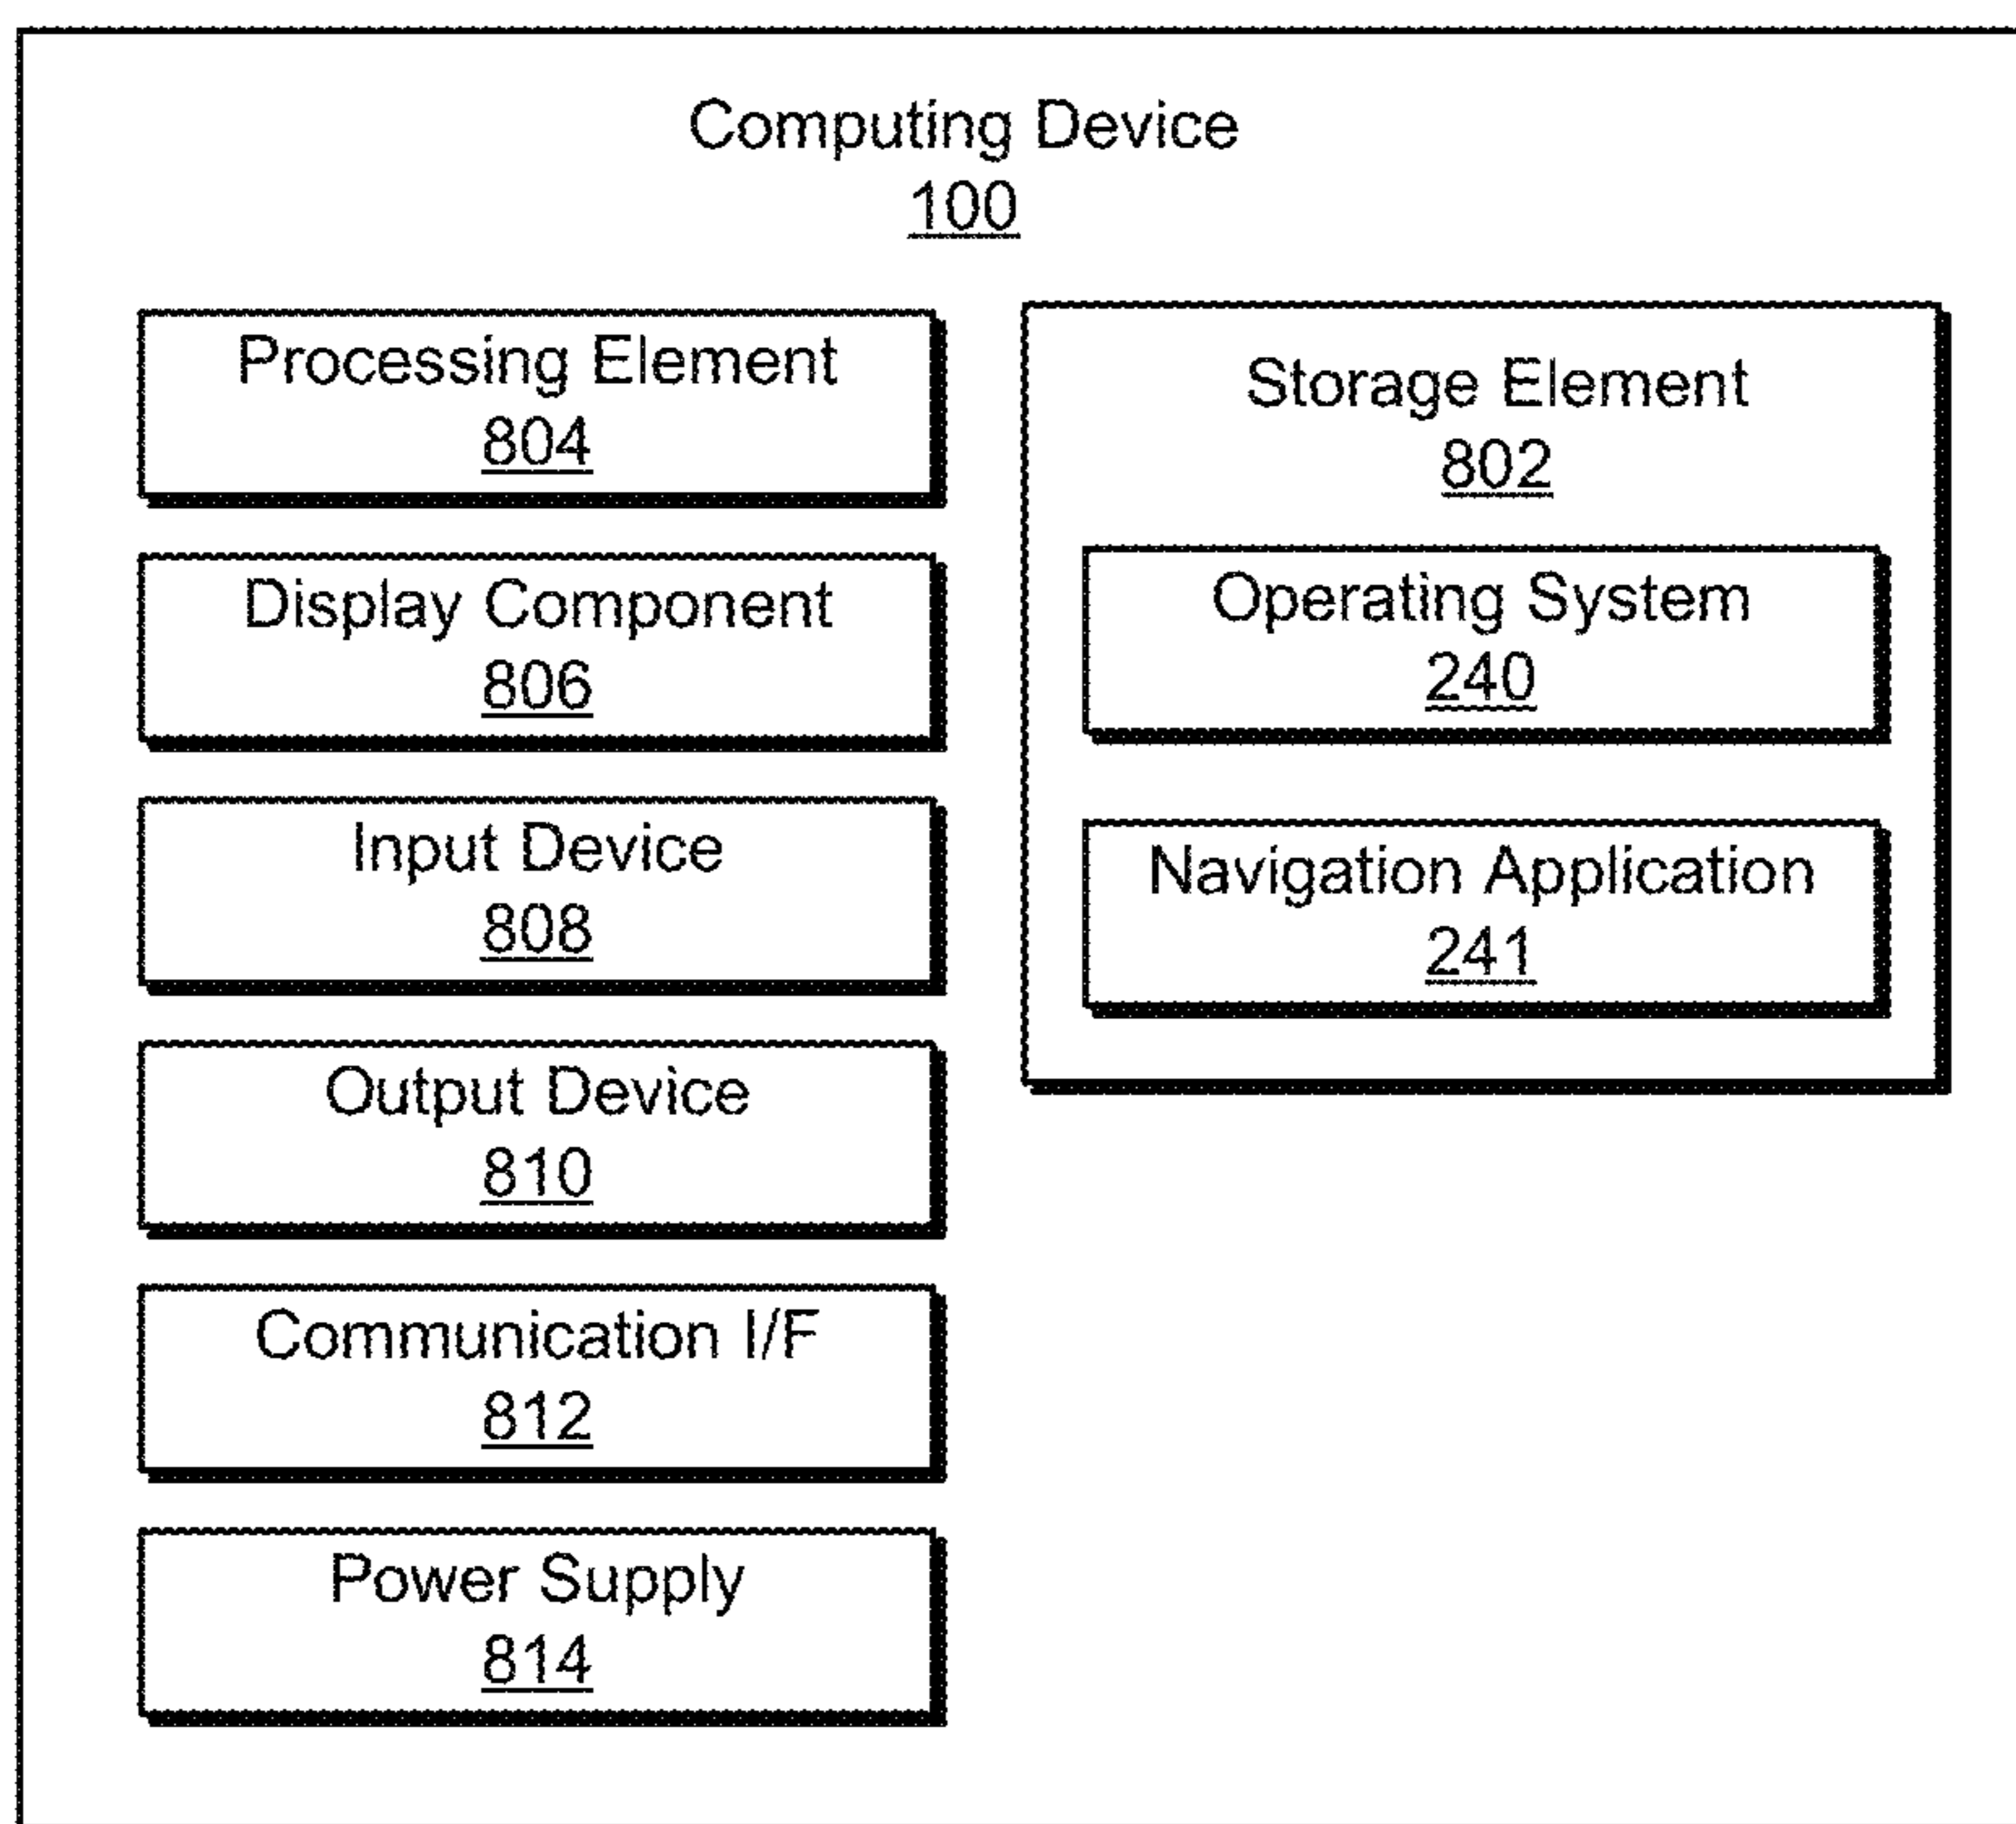 Computing Device
100
Processing Element
804
Display Component
806
Input Device
808
Output Device
810
Communication I/F
812
Power Supply
814
Storage Element
802
Operating System
240
Navigation Application
241